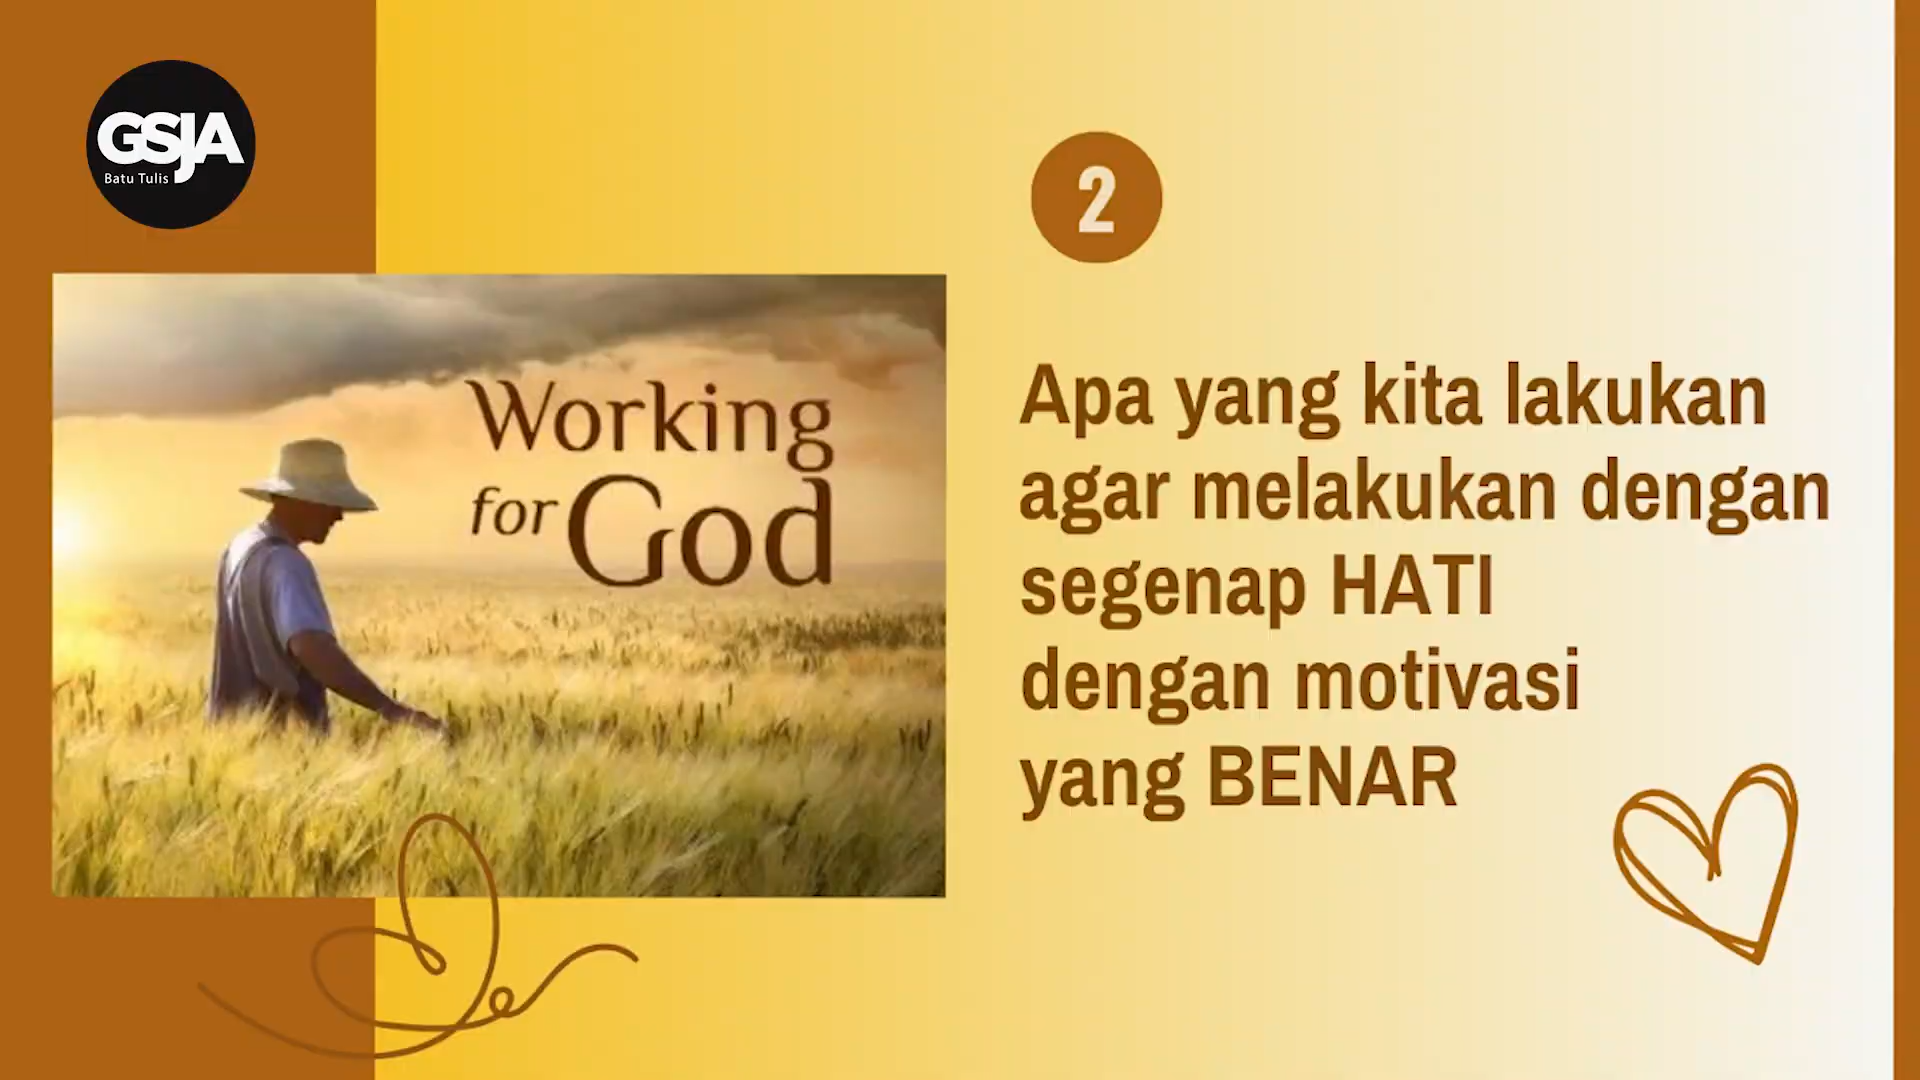 GSJA
Batu Tulis
Working
for God
2
Apa yang kita lakukan
agar melakukan dengan
segenap HATI
dengan motivasi
yang BENAR